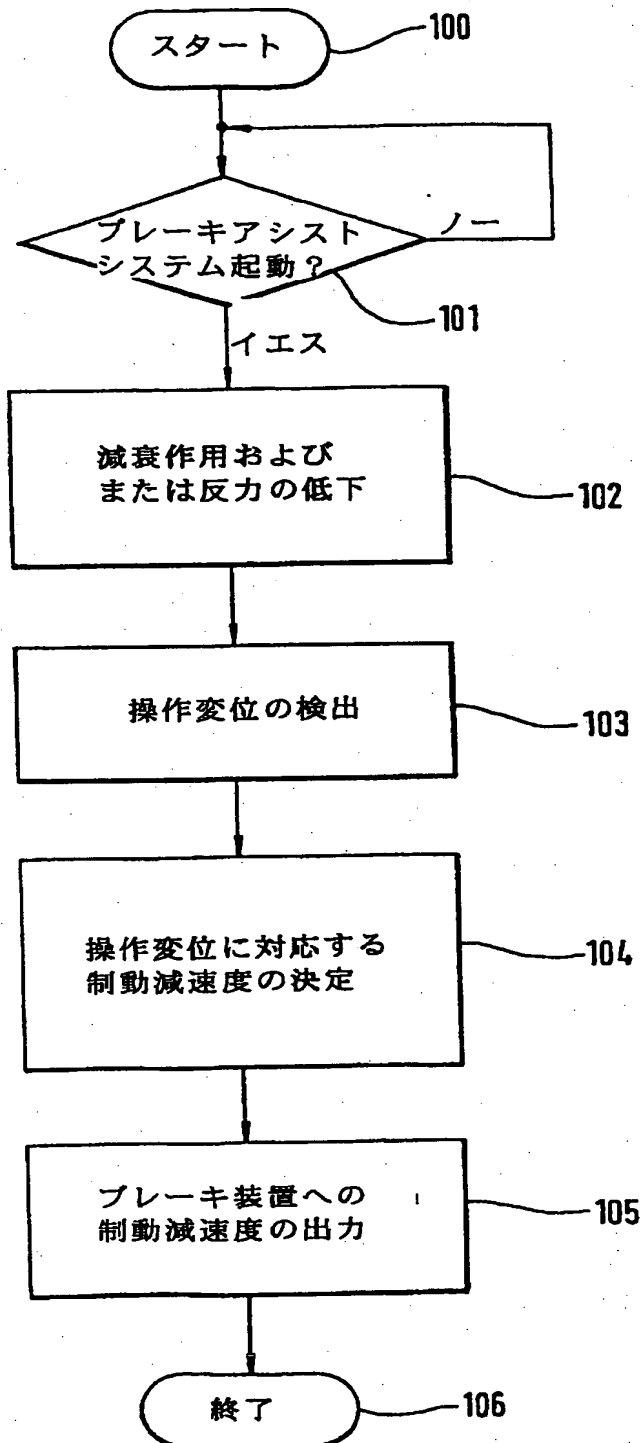 スタート
100
ブレーキアシスト
システム起動?
ノー
101
イエス
減衰作用および
または反力の低下
102
操作変位の検出
103
操作変位に対応する
制動減速度の決定
104
ブレーキ装置への
制動減速度の出力
105
終了
106